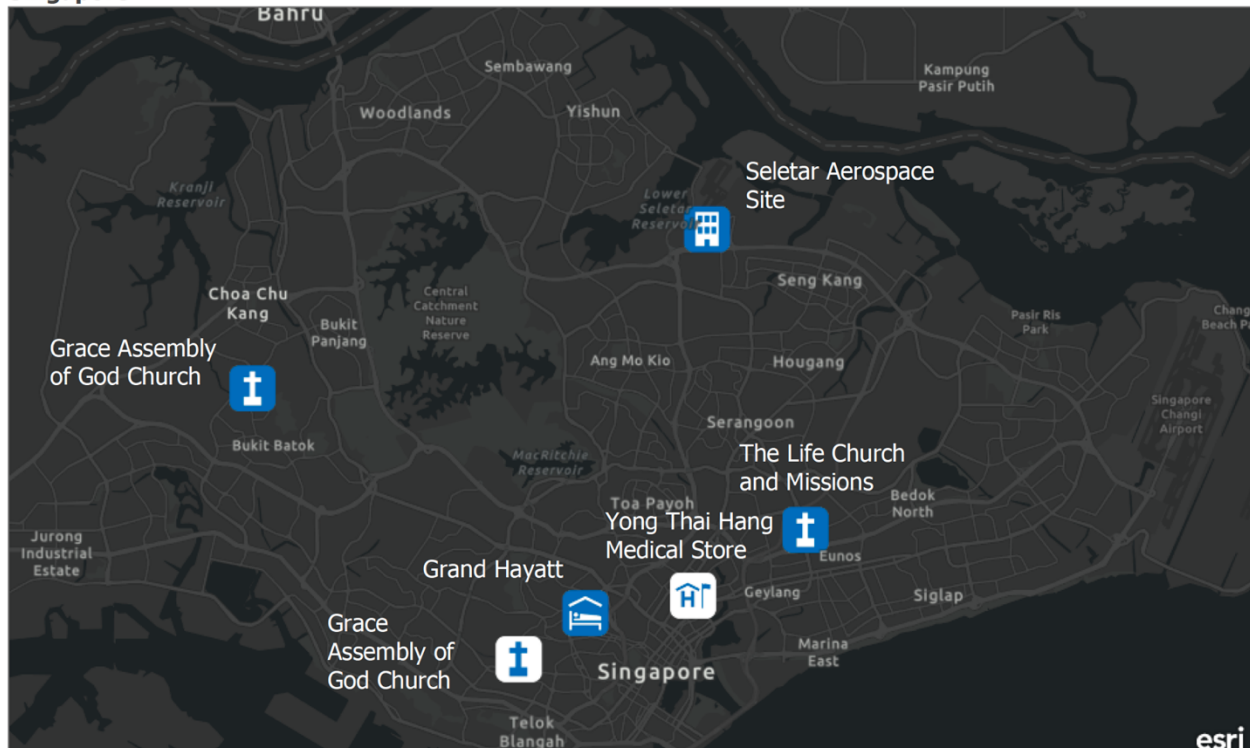 Bahru
Sembawang
Kampung
Pasir Putih
Woodlands
Yishun
Seletar Aerospace
Site
Kranji
Reservoir
Lower
Seletar
Reservoir
Choa Chu
Kang
Central
Catchment
Nature
Reserve
Seng Kang
Bukit
Panjang
Pasir Ris
Park
Chang
Beach Pa
Grace Assembly
of God Church
Ang Mo Kio
Hougang
Singapore
Changi
Airport
Serangoon
Bukit Batok
MacRitchie
Reservoir
The Life Church
and Missions
Toa Payoh
Bedok
North
Yong Thai Hang
Medical Store
Jurong
Industrial
Estate
Eunos
Grand Hayatt
H
Geylang
Siglap
Grace
Assembly of
God Church
Singapore
Marina
East
Telok
Blangah
esri